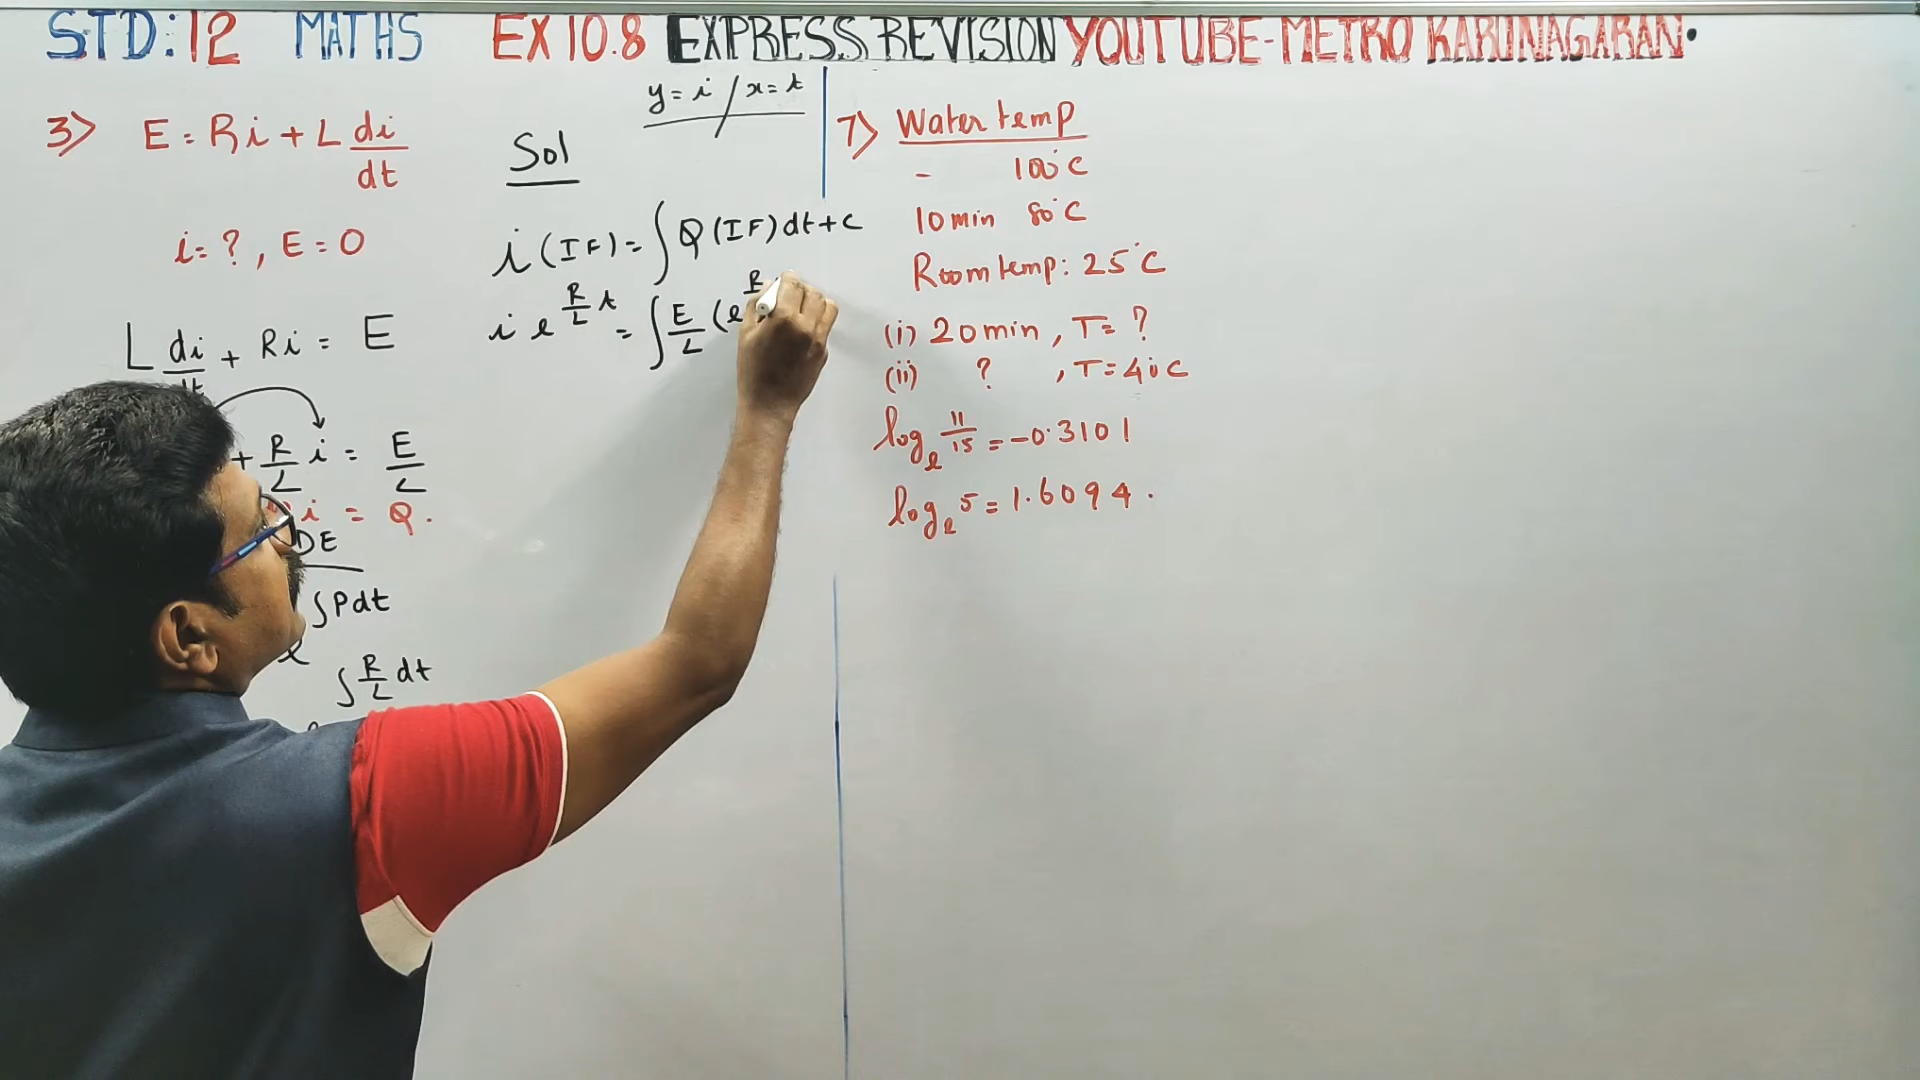 STD:12 MATHS EX 10.8 EXPRESS REVISION YOUTUBE-METRO KARUNAGARAN.
3) E = Ri + L di/dt
i = ?, E = 0
L di/dt + Ri = E
+ R/L i = E/L
i = Q.
DE
∫Pdt
e
∫ R/L dt
y = i / x = t
Sol
i (IF) = ∫ Q (IF) dt + c
i e^(R/L t) = ∫ E/L (e^R
7) Water temp
- 100°C
10 min 80°C
Room temp: 25°C
(i) 20 min, T = ?
(ii) ? , T = 40°C
log_e 11/15 = -0.3101
log_e 5 = 1.6094.